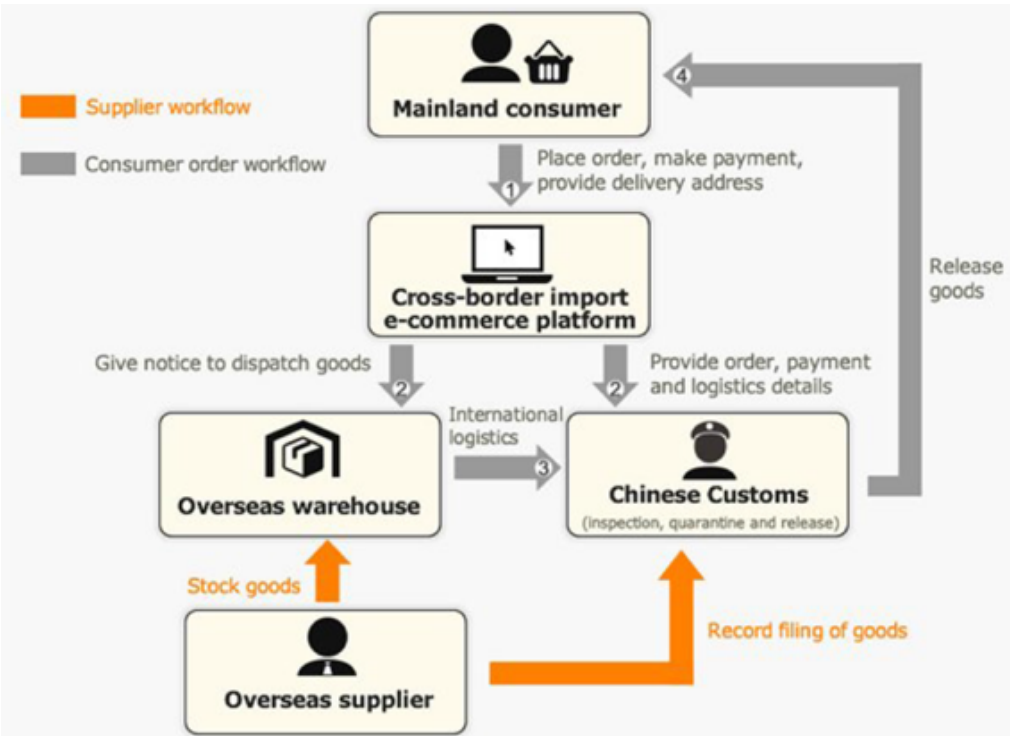 Mainland consumer
4
Supplier workflow
Consumer order workflow
Place order, make payment,
provide delivery address
1
Cross-border import
e-commerce platform
Release
goods
Give notice to dispatch goods
2
2
Provide order, payment
and logistics details
International
logistics
3
Overseas warehouse
Chinese Customs
(inspection, quarantine and release)
Stock goods
Record filing of goods
Overseas supplier